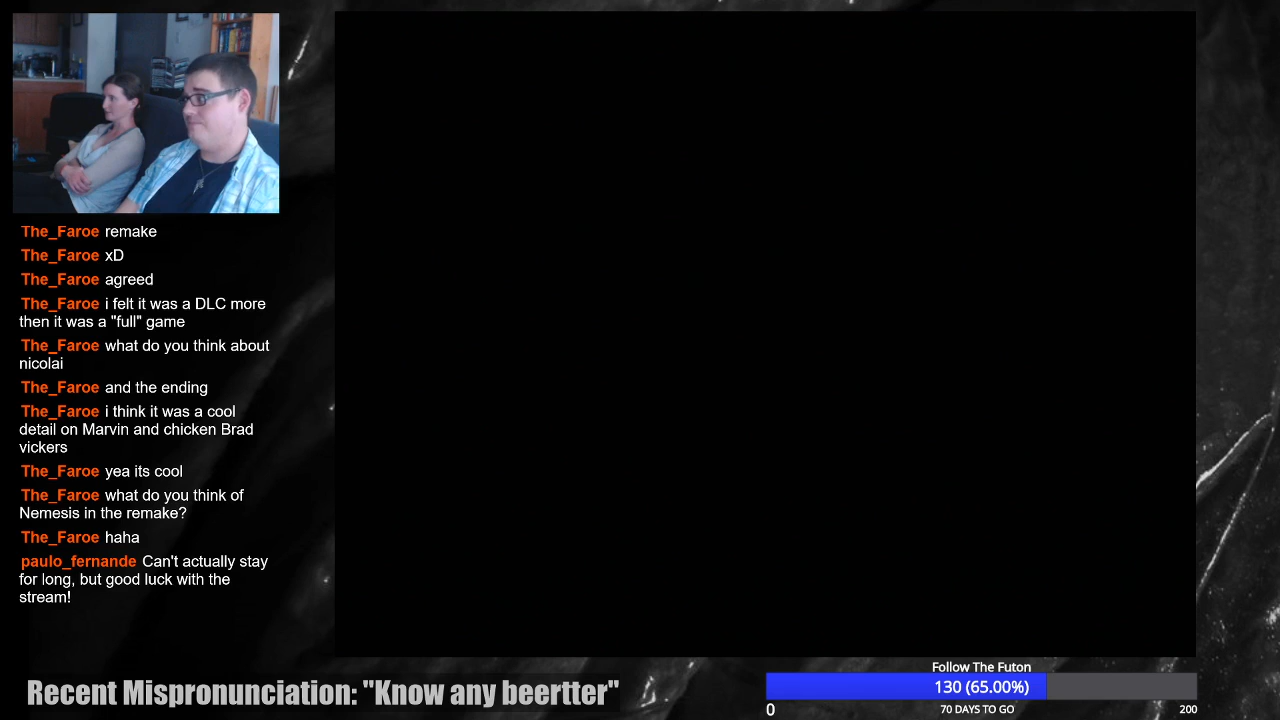 The_Faroe remake
The_Faroe xD
The_Faroe agreed
The_Faroe i felt it was a DLC more
then it was a "full" game
The_Faroe what do you think about
nicolai
The_Faroe and the ending
The_Faroe i think it was a cool
detail on Marvin and chicken Brad
vickers
The_Faroe yea its cool
The_Faroe what do you think of
Nemesis in the remake?
The_Faroe haha
paulo_fernande Can't actually stay
for long, but good luck with the
stream!
Recent Mispronunciation: "Know any beertter"
Follow The Futon
130 (65.00%)
0
70 DAYS TO GO
200